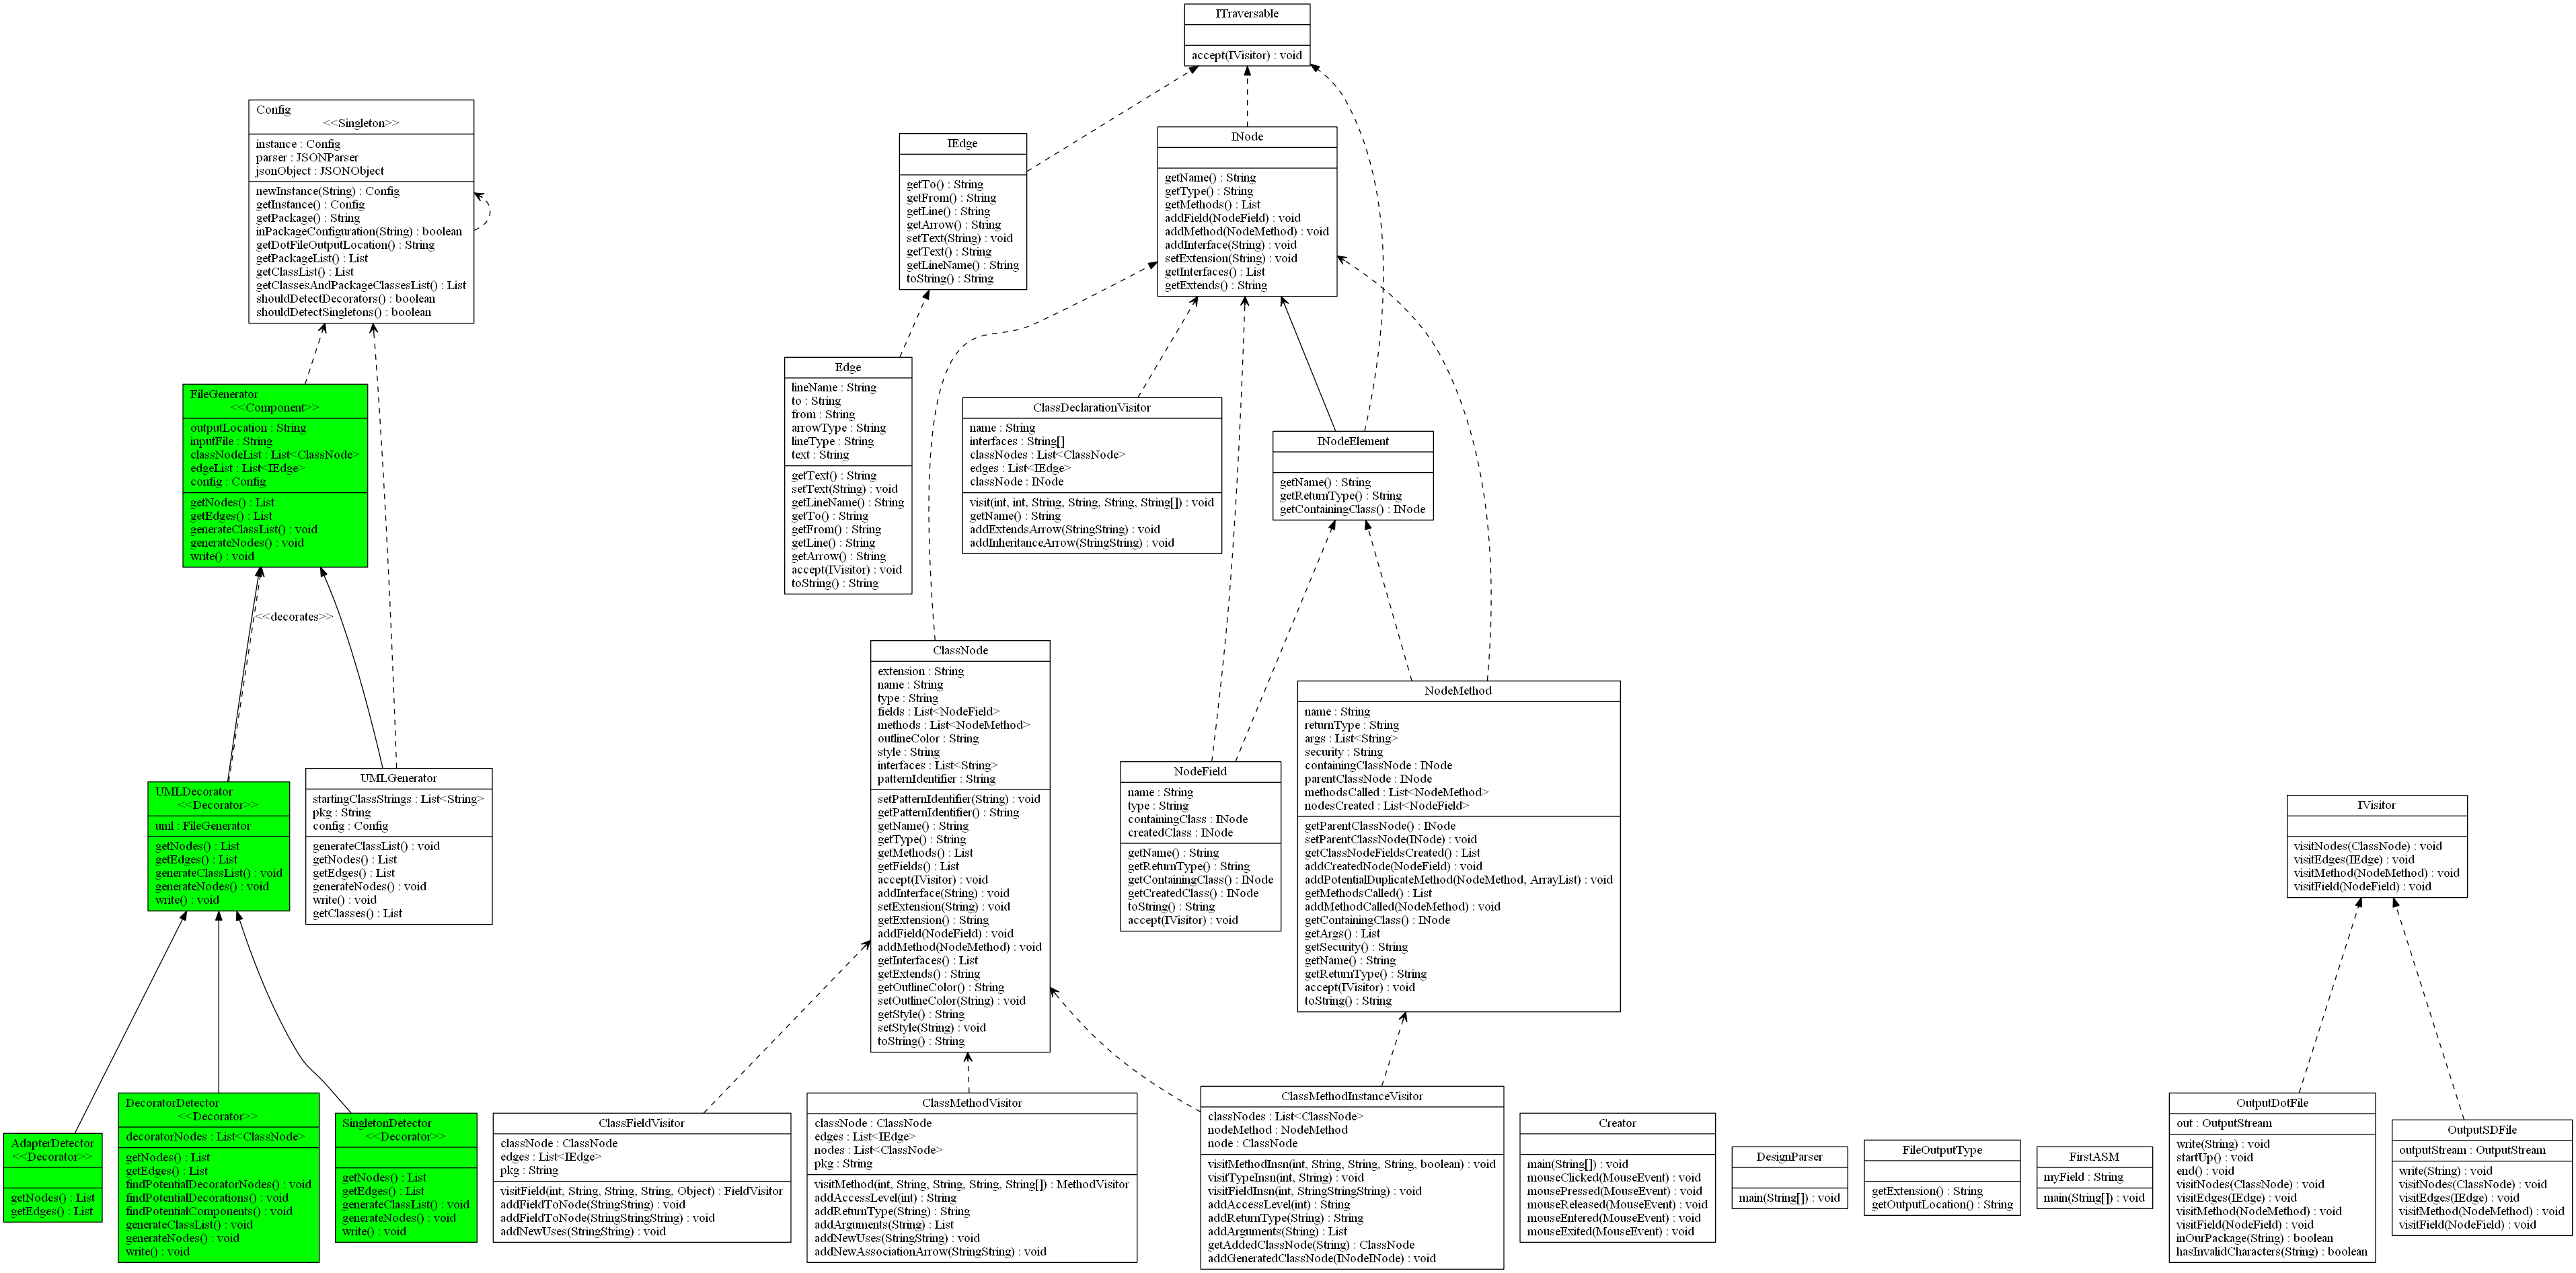 ITraversable
accept(IVisitor) : void
Config
<<Singleton>>
instance : Config
parser : JSONParser
jsonObject : JSONObject
newInstance(String) : Config
getInstance() : Config
getPackage() : String
inPackageConfiguration(String) : boolean
getDotFileOutputLocation() : String
getPackageList() : List
getClassList() : List
getClassesAndPackageClassesList() : List
shouldDetectDecorators() : boolean
shouldDetectSingletons() : boolean
IEdge
getTo() : String
getFrom() : String
getLine() : String
getArrow() : String
setText(String) : void
getText() : String
getLineName() : String
toString() : String
INode
getName() : String
getType() : String
getMethods() : List
addField(NodeField) : void
addMethod(NodeMethod) : void
addInterface(String) : void
setExtension(String) : void
getInterfaces() : List
getExtends() : String
FileGenerator
<<Component>>
outputLocation : String
inputFile : String
classNodeList : List<ClassNode>
edgeList : List<IEdge>
config : Config
getNodes() : List
getEdges() : List
generateClassList() : void
generateNodes() : void
write() : void
Edge
lineName : String
to : String
from : String
arrowType : String
lineType : String
text : String
getText() : String
setText(String) : void
getLineName() : String
getTo() : String
getFrom() : String
getLine() : String
getArrow() : String
accept(IVisitor) : void
toString() : String
ClassDeclarationVisitor
name : String
interfaces : String[]
classNodes : List<ClassNode>
edges : List<IEdge>
classNode : INode
visit(int, int, String, String, String, String[]) : void
getName() : String
addExtendsArrow(StringString) : void
addInheritanceArrow(StringString) : void
INodeElement
getName() : String
getReturnType() : String
getContainingClass() : INode
<<decorates>>
UMLDecorator
<<Decorator>>
uml : FileGenerator
getNodes() : List
getEdges() : List
generateClassList() : void
generateNodes() : void
write() : void
UMLGenerator
startingClassStrings : List<String>
pkg : String
config : Config
generateClassList() : void
getNodes() : List
getEdges() : List
generateNodes() : void
write() : void
getClasses() : List
ClassNode
extension : String
name : String
type : String
fields : List<NodeField>
methods : List<NodeMethod>
outlineColor : String
style : String
interfaces : List<String>
patternIdentifier : String
setPatternIdentifier(String) : void
getPatternIdentifier() : String
getName() : String
getType() : String
getMethods() : List
getFields() : List
accept(IVisitor) : void
addInterface(String) : void
setExtension(String) : void
getExtension() : String
addField(NodeField) : void
addMethod(NodeMethod) : void
getInterfaces() : List
getExtends() : String
getOutlineColor() : String
setOutlineColor(String) : void
getStyle() : String
setStyle(String) : void
toString() : String
NodeField
name : String
type : String
containingClass : INode
createdClass : INode
getName() : String
getReturnType() : String
getContainingClass() : INode
getCreatedClass() : INode
toString() : String
accept(IVisitor) : void
NodeMethod
name : String
returnType : String
args : List<String>
security : String
containingClassNode : INode
parentClassNode : INode
methodsCalled : List<NodeMethod>
nodesCreated : List<NodeField>
getParentClassNode() : INode
setParentClassNode(INode) : void
getClassNodeFieldsCreated() : List
addCreatedNode(NodeField) : void
addPotentialDuplicateMethod(NodeMethod, ArrayList) : void
getMethodsCalled() : List
addMethodCalled(NodeMethod) : void
getContainingClass() : INode
getArgs() : List
getSecurity() : String
getName() : String
getReturnType() : String
accept(IVisitor) : void
toString() : String
IVisitor
visitNodes(ClassNode) : void
visitEdges(IEdge) : void
visitMethod(NodeMethod) : void
visitField(NodeField) : void
AdapterDetector
<<Decorator>>
getNodes() : List
getEdges() : List
DecoratorDetector
<<Decorator>>
decoratorNodes : List<ClassNode>
getNodes() : List
getEdges() : List
findPotentialDecoratorNodes() : void
findPotentialDecorations() : void
findPotentialComponents() : void
generateClassList() : void
generateNodes() : void
write() : void
SingletonDetector
<<Decorator>>
getNodes() : List
getEdges() : List
generateClassList() : void
generateNodes() : void
write() : void
ClassFieldVisitor
classNode : ClassNode
edges : List<IEdge>
pkg : String
visitField(int, String, String, String, Object) : FieldVisitor
addFieldToNode(StringString) : void
addFieldToNode(StringStringString) : void
addNewUses(StringString) : void
ClassMethodVisitor
classNode : ClassNode
edges : List<IEdge>
nodes : List<ClassNode>
pkg : String
visitMethod(int, String, String, String, String[]) : MethodVisitor
addAccessLevel(int) : String
addReturnType(String) : String
addArguments(String) : List
addNewUses(StringString) : void
addNewAssociationArrow(StringString) : void
ClassMethodInstanceVisitor
classNodes : List<ClassNode>
nodeMethod : NodeMethod
node : ClassNode
visitMethodInsn(int, String, String, String, boolean) : void
visitTypeInsn(int, String) : void
visitFieldInsn(int, StringStringString) : void
addAccessLevel(int) : String
addReturnType(String) : String
addArguments(String) : List
getAddedClassNode(String) : ClassNode
addGeneratedClassNode(INodeINode) : void
Creator
main(String[]) : void
mouseClicked(MouseEvent) : void
mousePressed(MouseEvent) : void
mouseReleased(MouseEvent) : void
mouseEntered(MouseEvent) : void
mouseExited(MouseEvent) : void
DesignParser
main(String[]) : void
FileOutputType
getExtension() : String
getOutputLocation() : String
FirstASM
myField : String
main(String[]) : void
OutputDotFile
out : OutputStream
write(String) : void
startUp() : void
end() : void
visitNodes(ClassNode) : void
visitEdges(IEdge) : void
visitMethod(NodeMethod) : void
visitField(NodeField) : void
inOurPackage(String) : boolean
hasInvalidCharacters(String) : boolean
OutputSDFile
outputStream : OutputStream
write(String) : void
visitNodes(ClassNode) : void
visitEdges(IEdge) : void
visitMethod(NodeMethod) : void
visitField(NodeField) : void